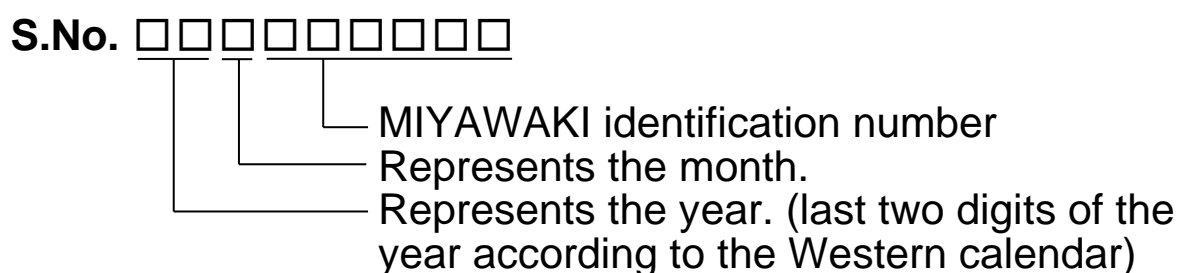 S.No. □□□□□□□□□
MIYAWAKI identification number
Represents the month.
Represents the year. (last two digits of the
year according to the Western calendar)